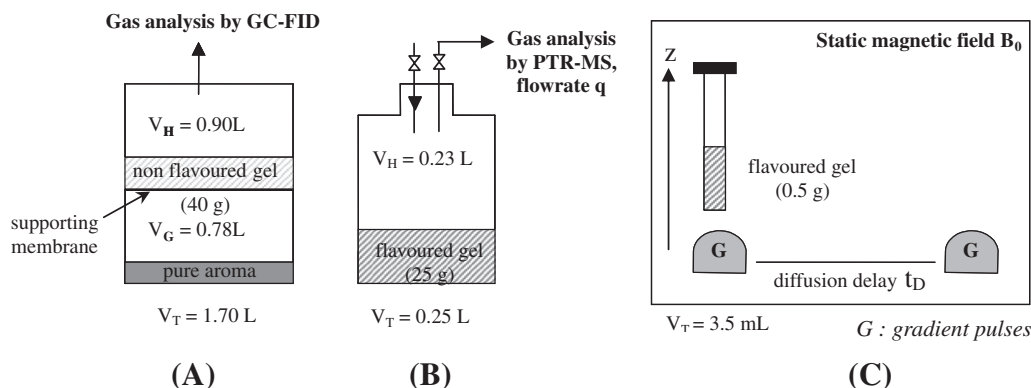 Gas analysis by GC-FID
V_H = 0.90L
non flavoured gel
(40 g)
supporting
membrane
V_G = 0.78L
pure aroma
V_T = 1.70 L
(A)
Gas analysis
by PTR-MS,
flowrate q
V_H = 0.23 L
flavoured gel
(25 g)
V_T = 0.25 L
(B)
Static magnetic field B_0
z
flavoured gel
(0.5 g)
G
G
diffusion delay t_D
V_T = 3.5 mL
G : gradient pulses
(C)